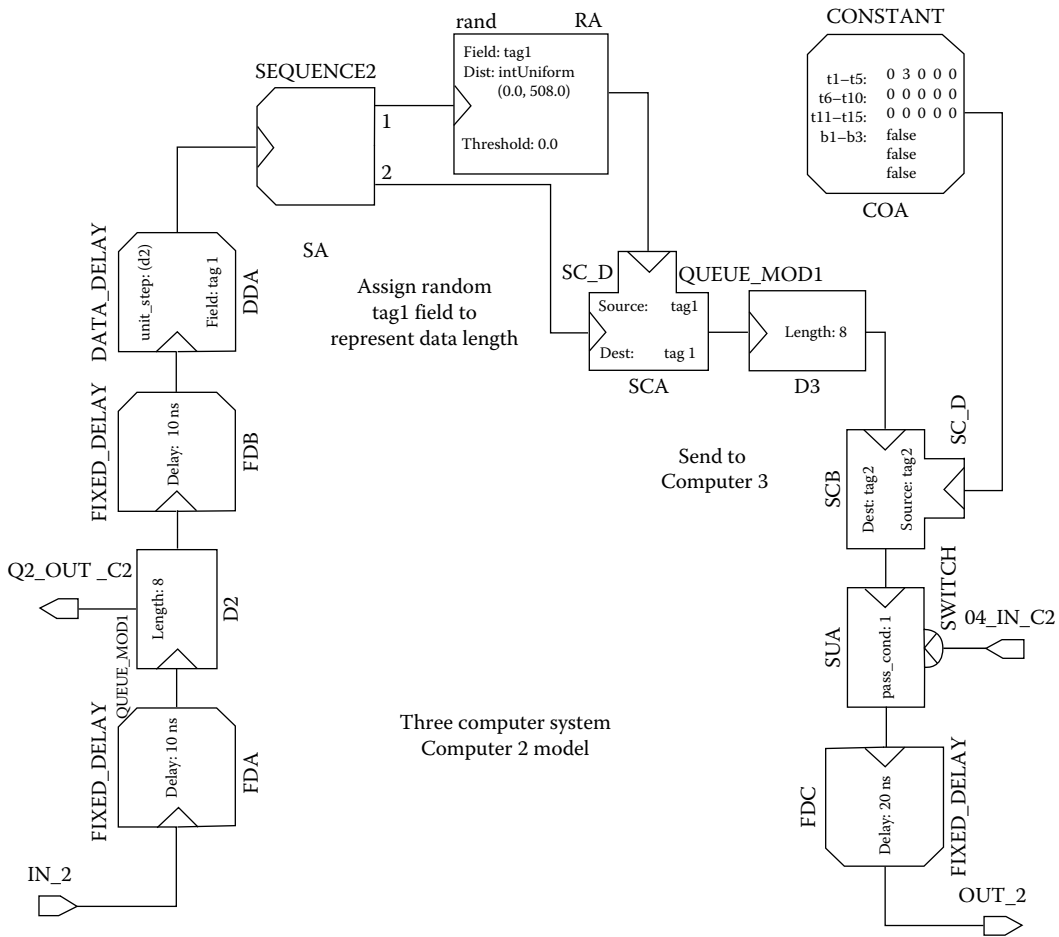 CONSTANT
rand
RA
Field: tag1
Dist: intUniform
(0.0, 508.0)
Threshold: 0.0
SEQUENCE2
1
2
SA
t1–t5: 0 3 0 0 0
t6–t10: 0 0 0 0 0
t11–t15: 0 0 0 0 0
b1–b3: false
false
false
COA
DATA_DELAY
unit_step: (d2)
Field: tag 1
DDA
Assign random
tag1 field to
represent data length
SC_D
Source: tag1
Dest: tag 1
SCA
QUEUE_MOD1
Length: 8
D3
FIXED_DELAY
Delay: 10 ns
FDB
Send to
Computer 3
SCB
Dest: tag2
Source: tag2
SC_D
Q2_OUT _C2
QUEUE_MOD1
Length: 8
D2
SUA
pass_cond: 1
SWITCH
04_IN_C2
FIXED_DELAY
Delay: 10 ns
FDA
Three computer system
Computer 2 model
FDC
Delay: 20 ns
FIXED_DELAY
IN_2
OUT_2